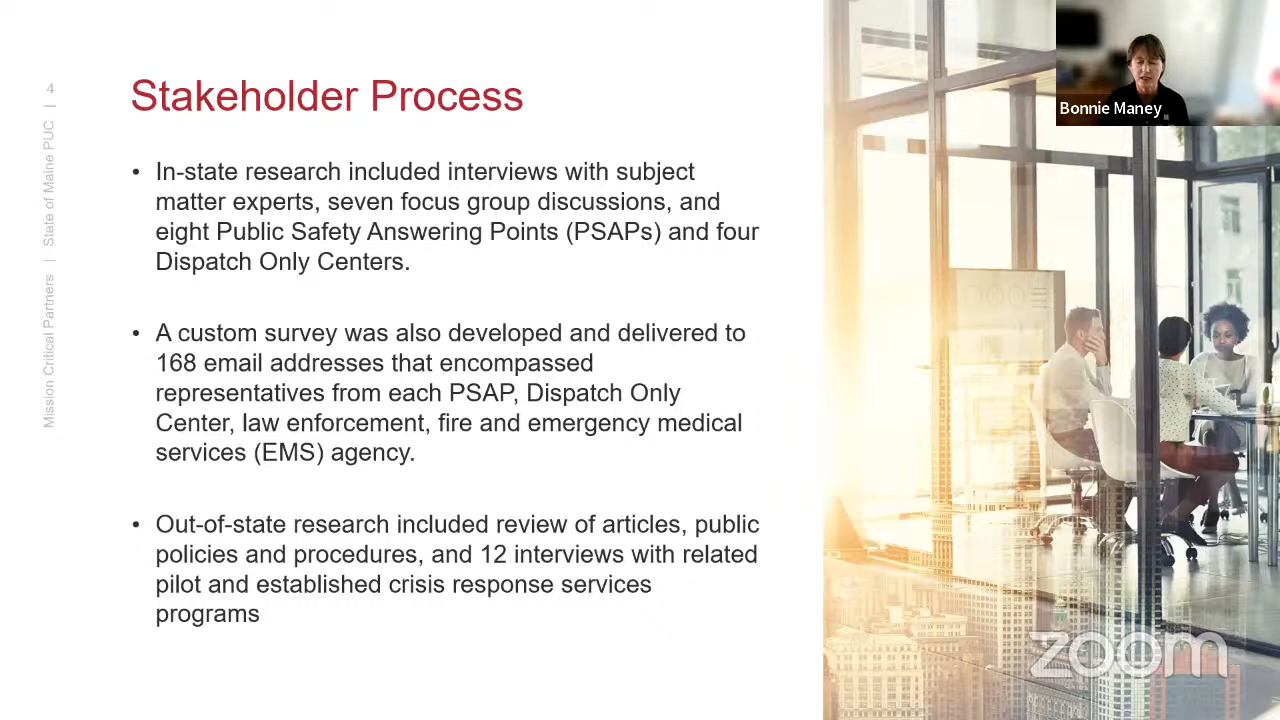 Stakeholder Process
• In-state research included interviews with subject
matter experts, seven focus group discussions, and
eight Public Safety Answering Points (PSAPs) and four
Dispatch Only Centers.
• A custom survey was also developed and delivered to
168 email addresses that encompassed
representatives from each PSAP, Dispatch Only
Center, law enforcement, fire and emergency medical
services (EMS) agency.
• Out-of-state research included review of articles, public
policies and procedures, and 12 interviews with related
pilot and established crisis response services
programs
Mission Critical Partners | State of Maine PUC | 4
Bonnie Maney
zoom